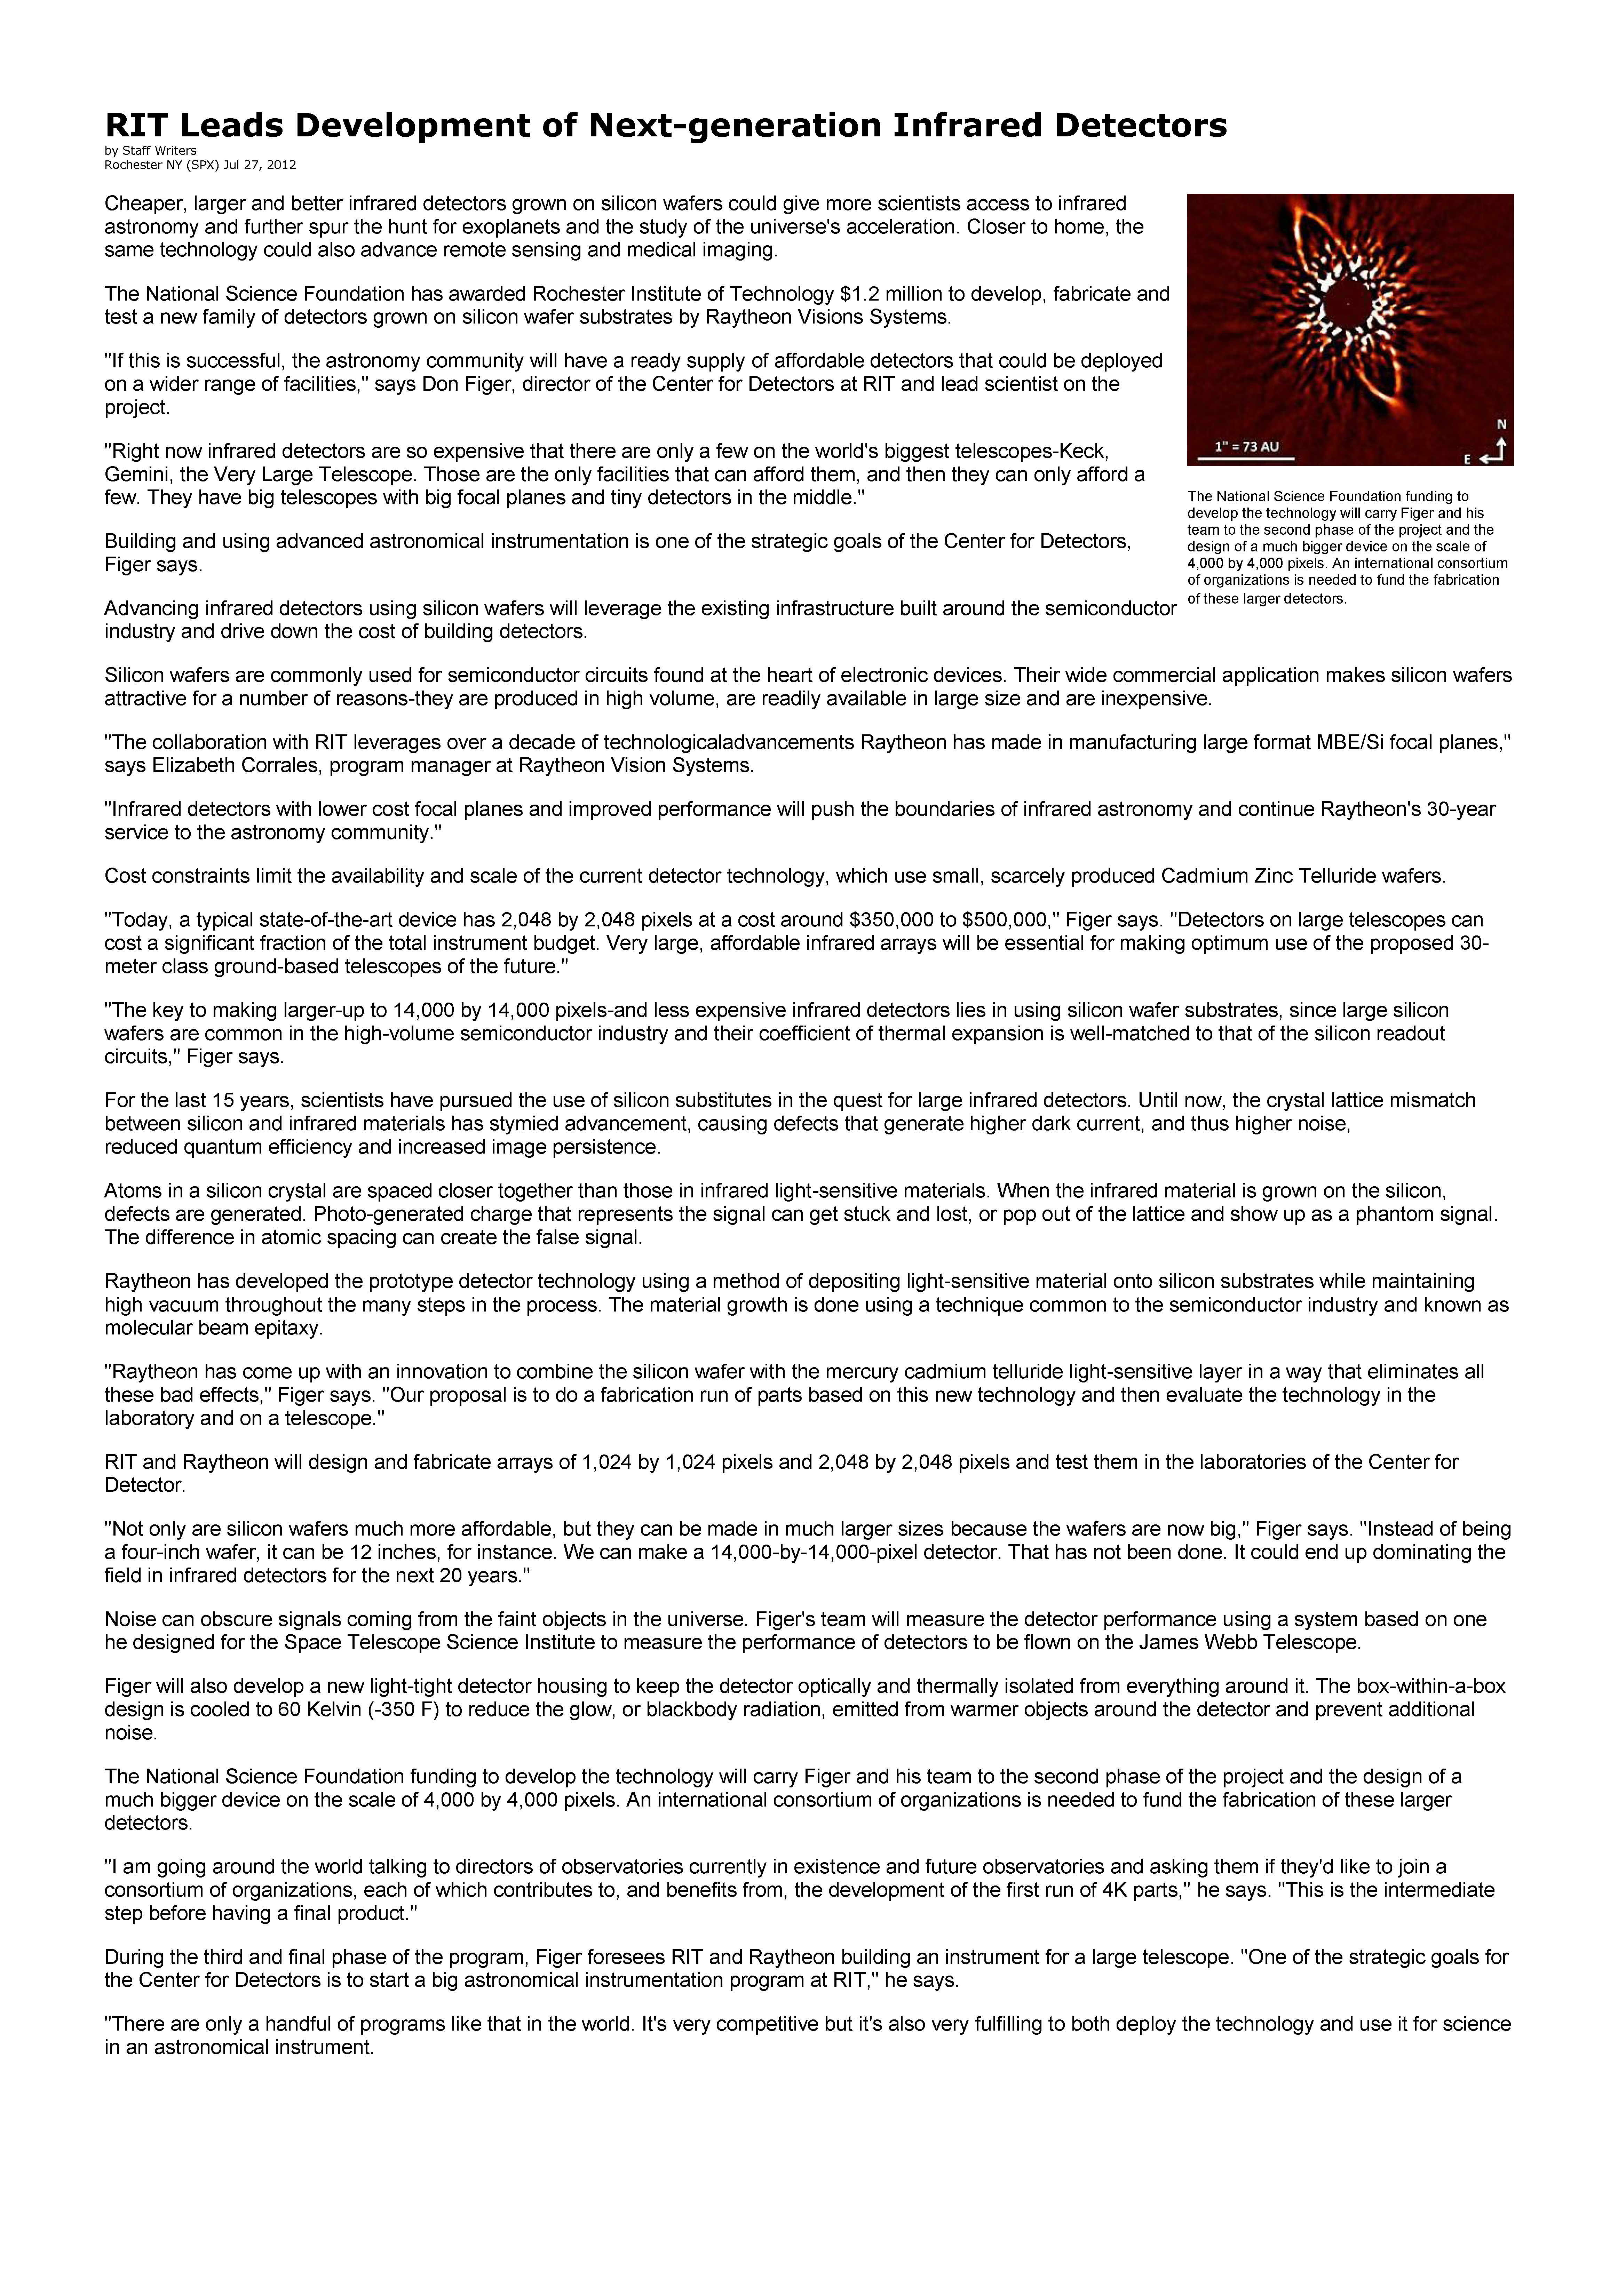 RIT Leads Development of Next-generation Infrared Detectors
by Staff Writers
Rochester NY (SPX) Jul 27, 2012
Cheaper, larger and better infrared detectors grown on silicon wafers could give more scientists access to infrared
astronomy and further spur the hunt for exoplanets and the study of the universe's acceleration. Closer to home, the
same technology could also advance remote sensing and medical imaging.
The National Science Foundation has awarded Rochester Institute of Technology $1.2 million to develop, fabricate and
test a new family of detectors grown on silicon wafer substrates by Raytheon Visions Systems.
"If this is successful, the astronomy community will have a ready supply of affordable detectors that could be deployed
on a wider range of facilities," says Don Figer, director of the Center for Detectors at RIT and lead scientist on the
project.
"Right now infrared detectors are so expensive that there are only a few on the world's biggest telescopes-Keck,
Gemini, the Very Large Telescope. Those are the only facilities that can afford them, and then they can only afford a
few. They have big telescopes with big focal planes and tiny detectors in the middle."
Building and using advanced astronomical instrumentation is one of the strategic goals of the Center for Detectors,
Figer says.
Advancing infrared detectors using silicon wafers will leverage the existing infrastructure built around the semiconductor
industry and drive down the cost of building detectors.
1" = 73 AU
N
E
The National Science Foundation funding to
develop the technology will carry Figer and his
team to the second phase of the project and the
design of a much bigger device on the scale of
4,000 by 4,000 pixels. An international consortium
of organizations is needed to fund the fabrication
of these larger detectors.
Silicon wafers are commonly used for semiconductor circuits found at the heart of electronic devices. Their wide commercial application makes silicon wafers
attractive for a number of reasons-they are produced in high volume, are readily available in large size and are inexpensive.
"The collaboration with RIT leverages over a decade of technologicaladvancements Raytheon has made in manufacturing large format MBE/Si focal planes,"
says Elizabeth Corrales, program manager at Raytheon Vision Systems.
"Infrared detectors with lower cost focal planes and improved performance will push the boundaries of infrared astronomy and continue Raytheon's 30-year
service to the astronomy community."
Cost constraints limit the availability and scale of the current detector technology, which use small, scarcely produced Cadmium Zinc Telluride wafers.
"Today, a typical state-of-the-art device has 2,048 by 2,048 pixels at a cost around $350,000 to $500,000," Figer says. "Detectors on large telescopes can
cost a significant fraction of the total instrument budget. Very large, affordable infrared arrays will be essential for making optimum use of the proposed 30-
meter class ground-based telescopes of the future."
"The key to making larger-up to 14,000 by 14,000 pixels-and less expensive infrared detectors lies in using silicon wafer substrates, since large silicon
wafers are common in the high-volume semiconductor industry and their coefficient of thermal expansion is well-matched to that of the silicon readout
circuits," Figer says.
For the last 15 years, scientists have pursued the use of silicon substitutes in the quest for large infrared detectors. Until now, the crystal lattice mismatch
between silicon and infrared materials has stymied advancement, causing defects that generate higher dark current, and thus higher noise,
reduced quantum efficiency and increased image persistence.
Atoms in a silicon crystal are spaced closer together than those in infrared light-sensitive materials. When the infrared material is grown on the silicon,
defects are generated. Photo-generated charge that represents the signal can get stuck and lost, or pop out of the lattice and show up as a phantom signal.
The difference in atomic spacing can create the false signal.
Raytheon has developed the prototype detector technology using a method of depositing light-sensitive material onto silicon substrates while maintaining
high vacuum throughout the many steps in the process. The material growth is done using a technique common to the semiconductor industry and known as
molecular beam epitaxy.
"Raytheon has come up with an innovation to combine the silicon wafer with the mercury cadmium telluride light-sensitive layer in a way that eliminates all
these bad effects," Figer says. "Our proposal is to do a fabrication run of parts based on this new technology and then evaluate the technology in the
laboratory and on a telescope."
RIT and Raytheon will design and fabricate arrays of 1,024 by 1,024 pixels and 2,048 by 2,048 pixels and test them in the laboratories of the Center for
Detector.
"Not only are silicon wafers much more affordable, but they can be made in much larger sizes because the wafers are now big," Figer says. "Instead of being
a four-inch wafer, it can be 12 inches, for instance. We can make a 14,000-by-14,000-pixel detector. That has not been done. It could end up dominating the
field in infrared detectors for the next 20 years."
Noise can obscure signals coming from the faint objects in the universe. Figer's team will measure the detector performance using a system based on one
he designed for the Space Telescope Science Institute to measure the performance of detectors to be flown on the James Webb Telescope.
Figer will also develop a new light-tight detector housing to keep the detector optically and thermally isolated from everything around it. The box-within-a-box
design is cooled to 60 Kelvin (-350 F) to reduce the glow, or blackbody radiation, emitted from warmer objects around the detector and prevent additional
noise.
The National Science Foundation funding to develop the technology will carry Figer and his team to the second phase of the project and the design of a
much bigger device on the scale of 4,000 by 4,000 pixels. An international consortium of organizations is needed to fund the fabrication of these larger
detectors.
"I am going around the world talking to directors of observatories currently in existence and future observatories and asking them if they'd like to join a
consortium of organizations, each of which contributes to, and benefits from, the development of the first run of 4K parts," he says. "This is the intermediate
step before having a final product."
During the third and final phase of the program, Figer foresees RIT and Raytheon building an instrument for a large telescope. "One of the strategic goals for
the Center for Detectors is to start a big astronomical instrumentation program at RIT," he says.
"There are only a handful of programs like that in the world. It's very competitive but it's also very fulfilling to both deploy the technology and use it for science
in an astronomical instrument.